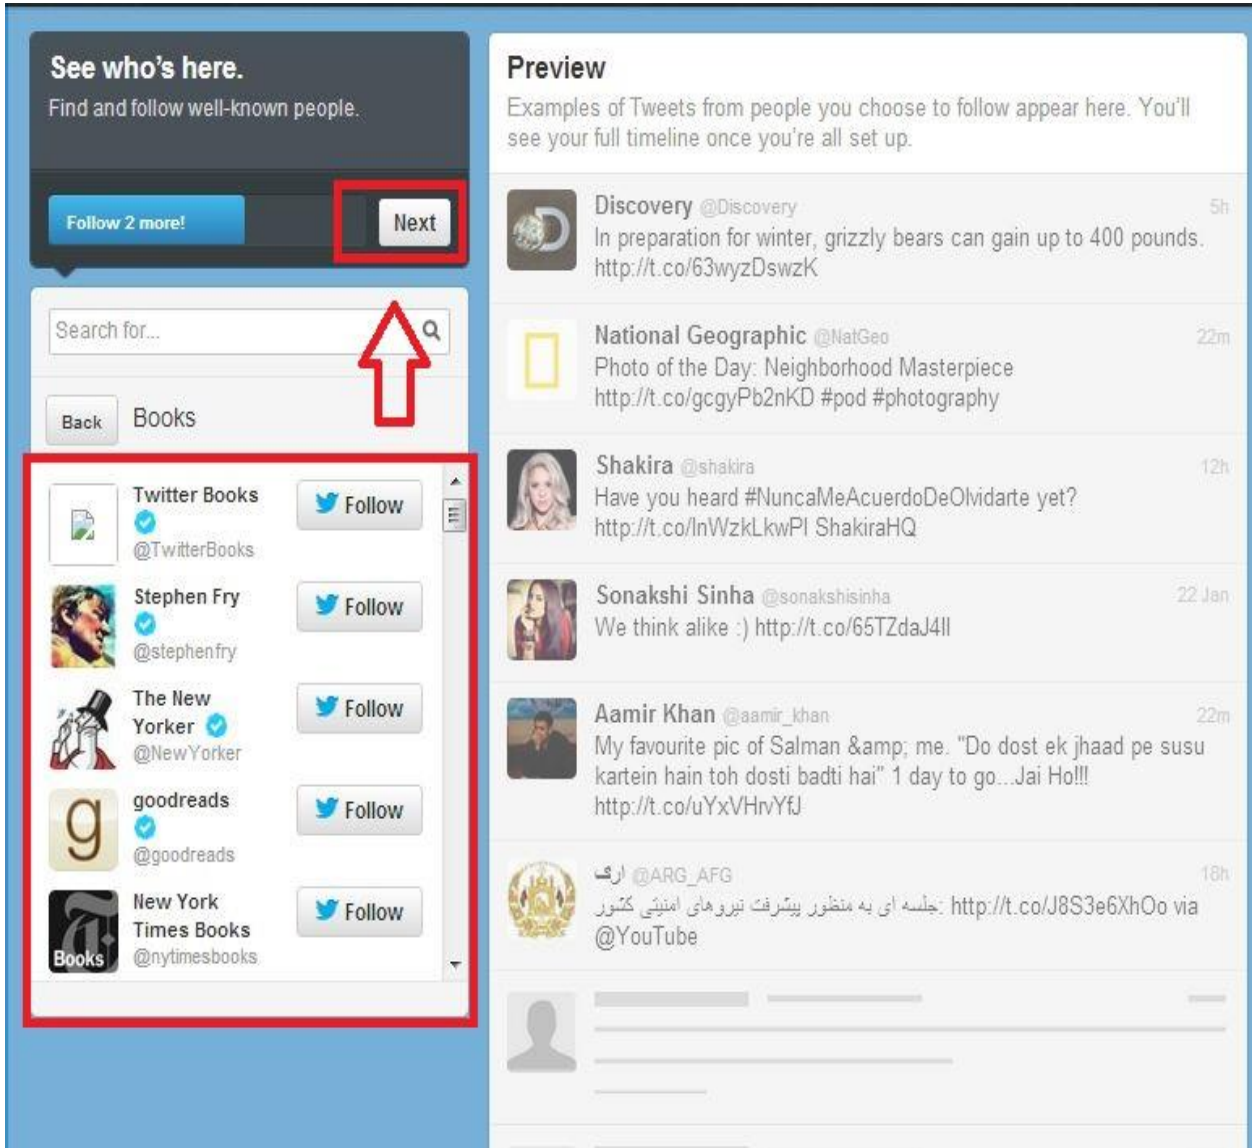 See who's here.
Find and follow well-known people.
Follow 2 more!
Next
Search for...
Back
Books
Twitter Books
@TwitterBooks
Follow
Stephen Fry
@stephenfry
Follow
The New
Yorker
@NewYorker
Follow
g
goodreads
@goodreads
Follow
Books
New York
Times Books
@nytimesbooks
Follow
Preview
Examples of Tweets from people you choose to follow appear here. You'll
see your full timeline once you're all set up.
Discovery @Discovery 5h
In preparation for winter, grizzly bears can gain up to 400 pounds.
http://t.co/63wyzDswzK
National Geographic @NatGeo 22m
Photo of the Day: Neighborhood Masterpiece
http://t.co/gcgyPb2nKD #pod #photography
Shakira @shakira 12h
Have you heard #NuncaMeAcuerdoDeOlvidarte yet?
http://t.co/lnWzkLkwPl ShakiraHQ
Sonakshi Sinha @sonakshisinha 22 Jan
We think alike :) http://t.co/65TZdaJ4ll
Aamir Khan @aamir_khan 22m
My favourite pic of Salman &amp; me. "Do dost ek jhaad pe susu
kartein hain toh dosti badti hai" 1 day to go...Jai Ho!!!
http://t.co/uYxVHrvYfJ
ارگ @ARG_AFG 18h
جلسه ای به منظور پیشرفت نیروهای امنیتی کشور: http://t.co/J8S3e6XhOo via
@YouTube